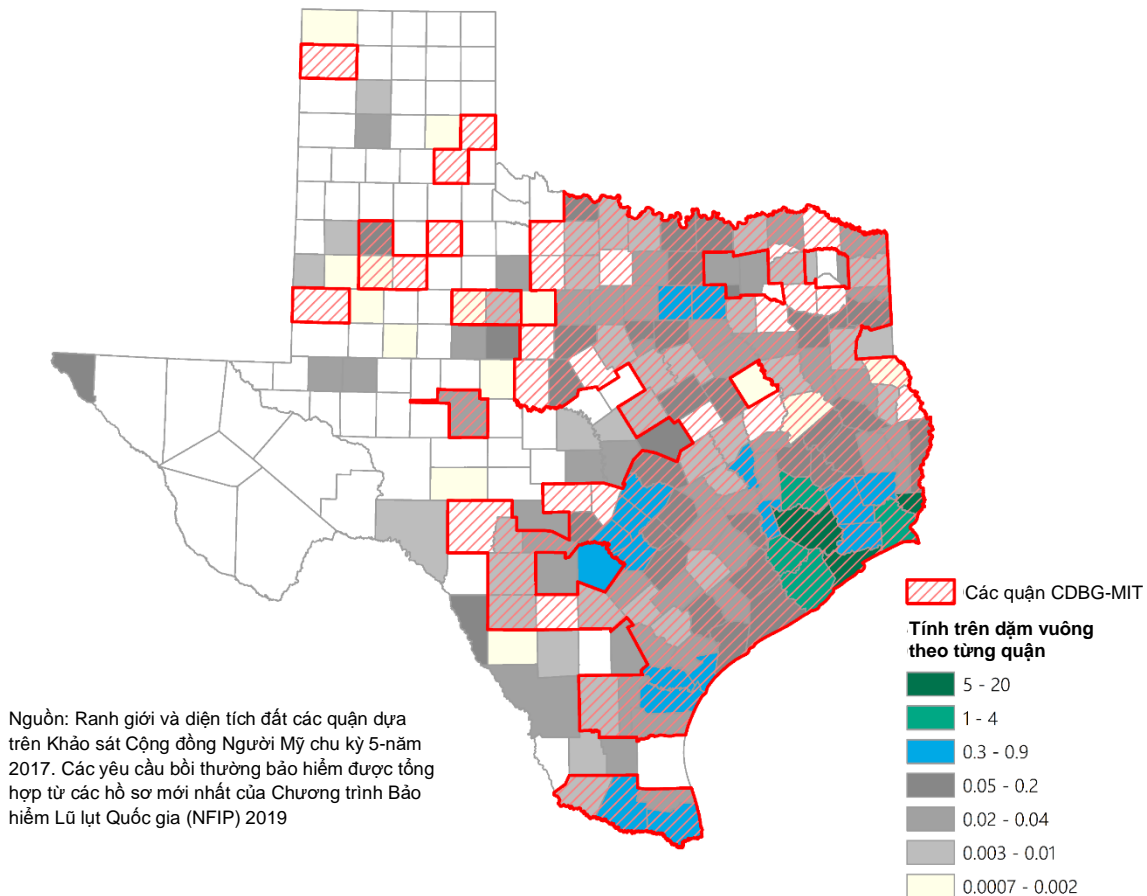 Các quận CDBG-MIT
Tính trên dặm vuông
theo từng quận
5 - 20
1 - 4
0.3 - 0.9
0.05 - 0.2
0.02 - 0.04
0.003 - 0.01
0.0007 - 0.002
Nguồn: Ranh giới và diện tích đất các quận dựa
trên Khảo sát Cộng đồng Người Mỹ chu kỳ 5-năm
2017. Các yêu cầu bồi thường bảo hiểm được tổng
hợp từ các hồ sơ mới nhất của Chương trình Bảo
hiểm Lũ lụt Quốc gia (NFIP) 2019